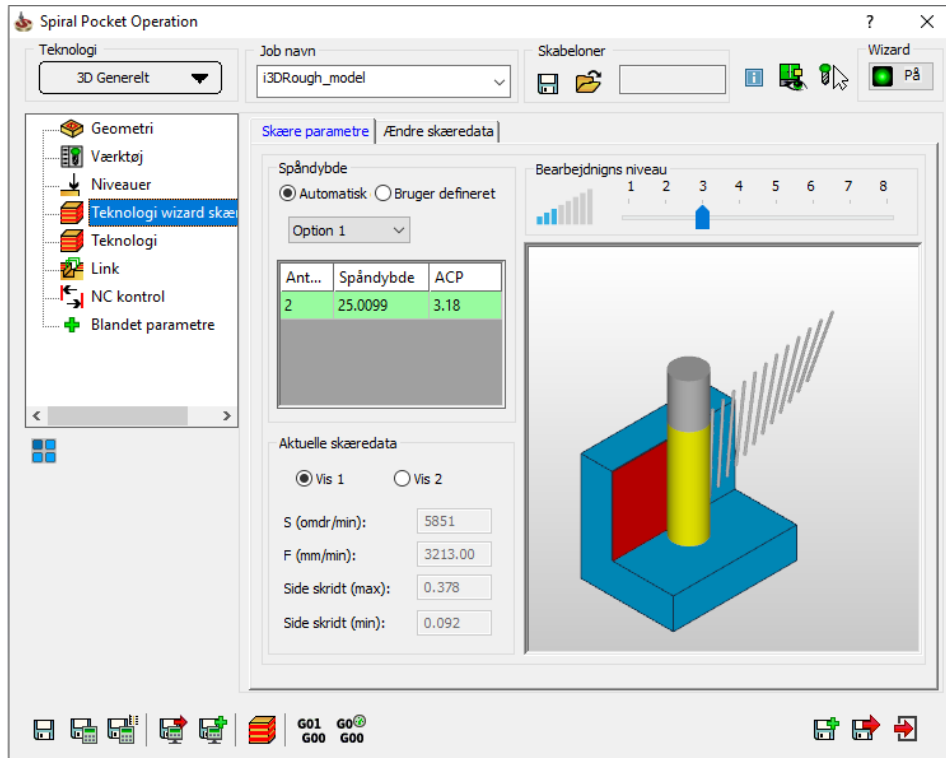 Spiral Pocket Operation
?
Teknologi
3D Generelt
Job navn
i3DRough_model
Skabeloner
Wizard
På
Geometri
Værktøj
Niveauer
Teknologi wizard skær
Teknologi
Link
NC kontrol
Blandet parametre
Skære parametre
Ændre skæredata
Spåndybde
Automatisk
Bruger defineret
Option 1
Ant...
Spåndybde
ACP
2
25.0099
3.18
Aktuelle skæredata
Vis 1
Vis 2
S (omdr/min):
5851
F (mm/min):
3213.00
Side skridt (max):
0.378
Side skridt (min):
0.092
Bearbejdnigns niveau
1 2 3 4 5 6 7 8
G01
G00
G0
G00